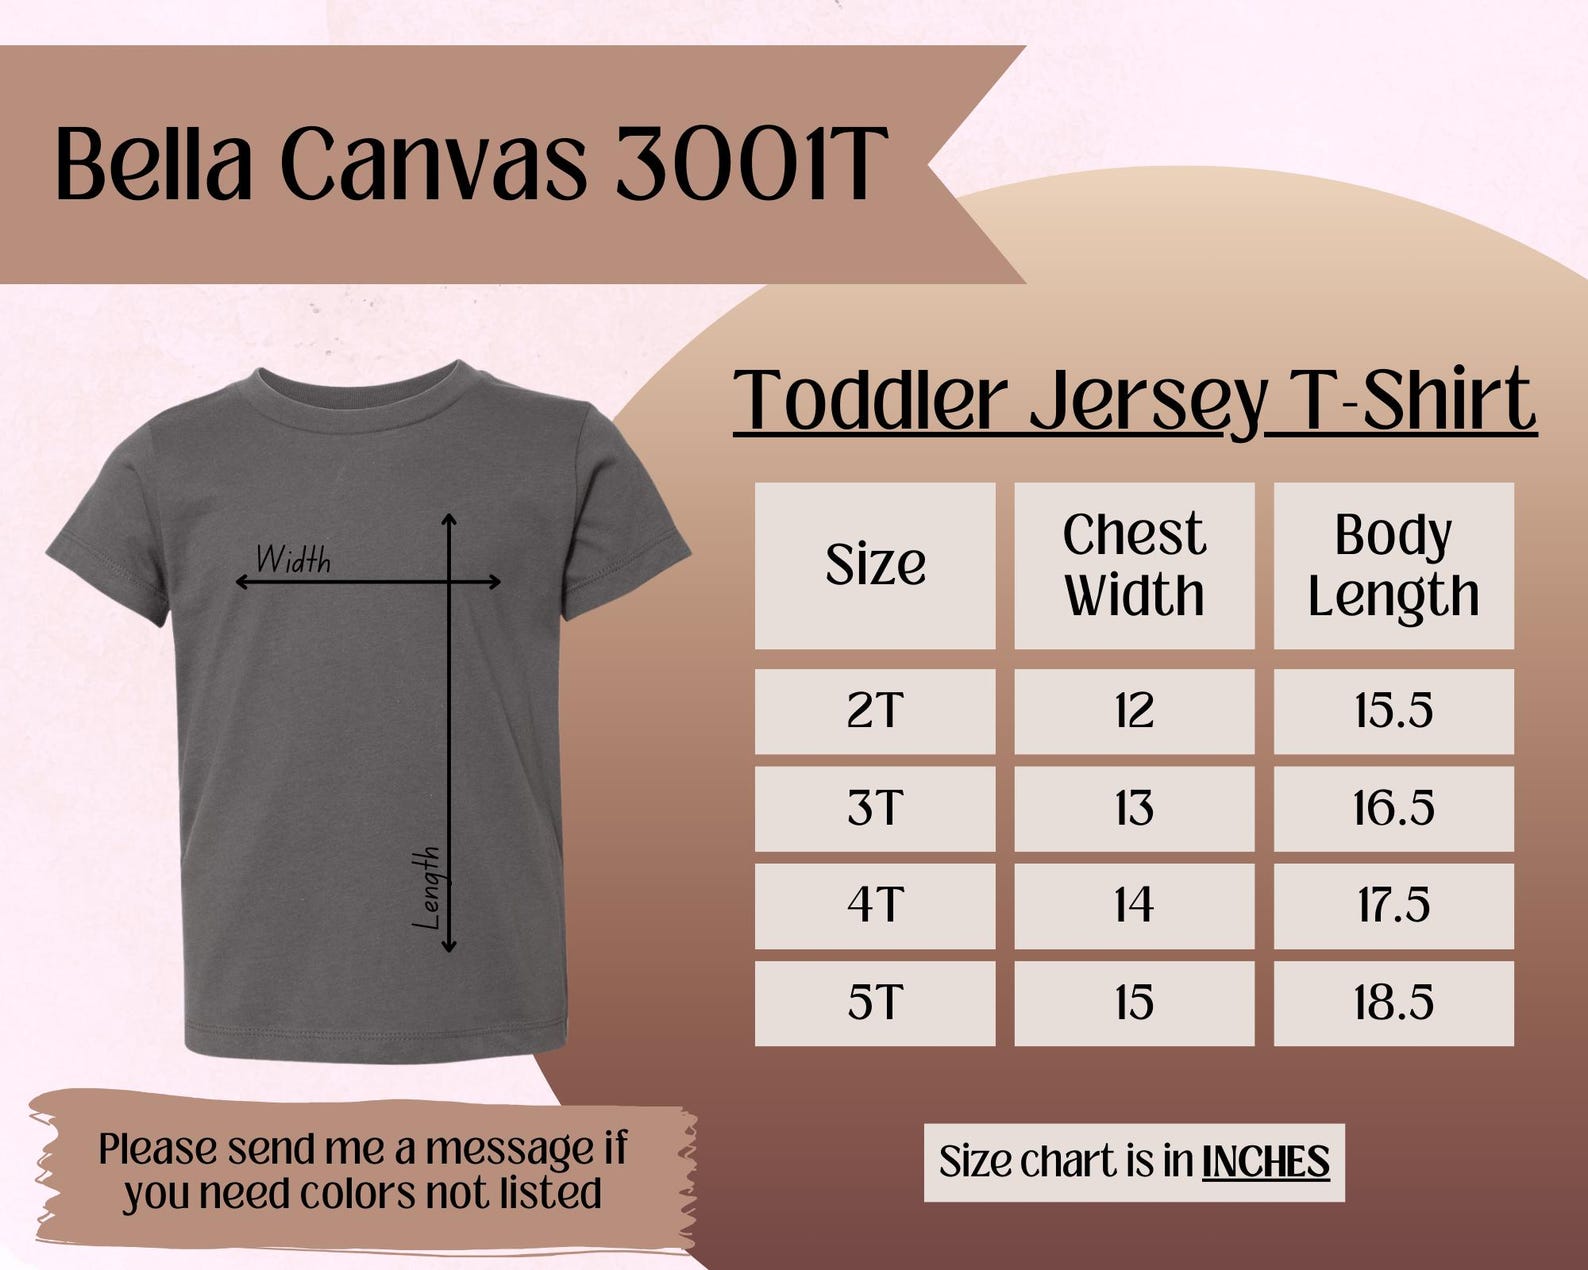 Bella Canvas 3001T
Toddler Jersey T-Shirt
Size
Chest
Width
Body
Length
2T 12 15.5
3T 13 16.5
4T 14 17.5
5T 15 18.5
Width
Length
Please send me a message if
you need colors not listed
Size chart is in INCHES